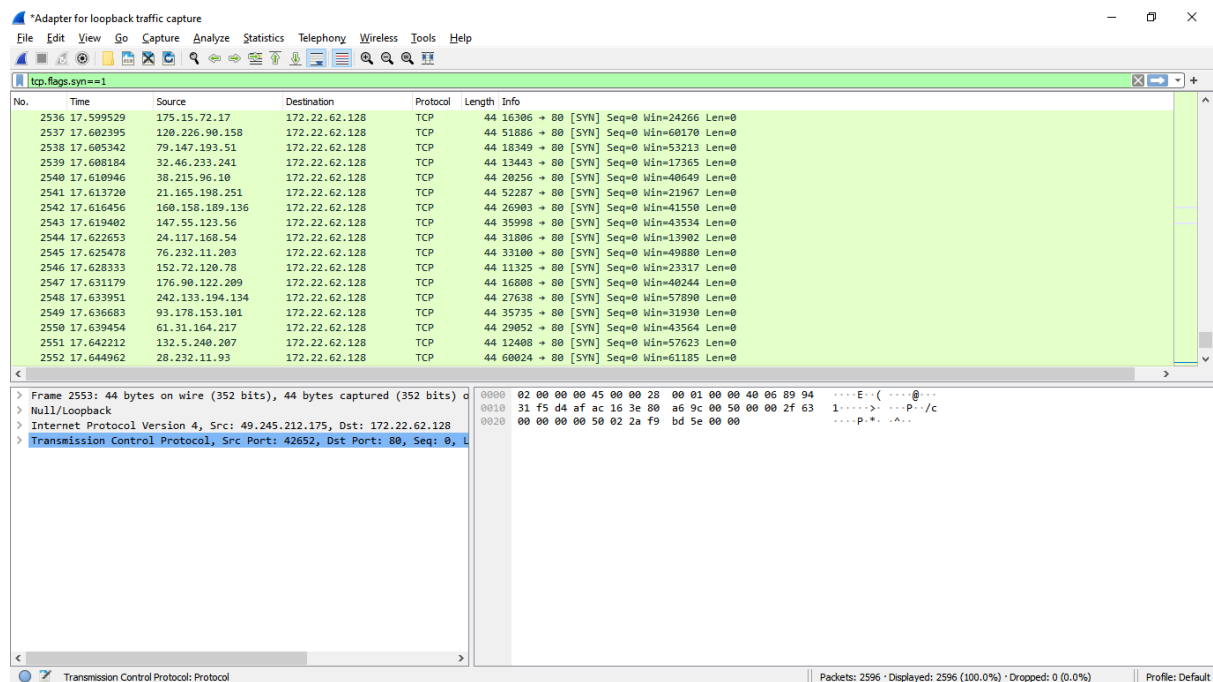 *Adapter for loopback traffic capture
File Edit View Go Capture Analyze Statistics Telephony Wireless Tools Help
tcp.flags.syn==1
No. Time Source Destination Protocol Length Info
2536 17.599529 175.15.72.17 172.22.62.128 TCP 44 16306 → 80 [SYN] Seq=0 Win=24266 Len=0
2537 17.602395 120.226.90.158 172.22.62.128 TCP 44 51886 → 80 [SYN] Seq=0 Win=60170 Len=0
2538 17.605342 79.147.193.51 172.22.62.128 TCP 44 18349 → 80 [SYN] Seq=0 Win=53213 Len=0
2539 17.608184 32.46.233.241 172.22.62.128 TCP 44 13443 → 80 [SYN] Seq=0 Win=17365 Len=0
2540 17.610946 38.215.96.10 172.22.62.128 TCP 44 20256 → 80 [SYN] Seq=0 Win=40649 Len=0
2541 17.613720 21.165.198.251 172.22.62.128 TCP 44 52287 → 80 [SYN] Seq=0 Win=21967 Len=0
2542 17.616456 160.158.189.136 172.22.62.128 TCP 44 26903 → 80 [SYN] Seq=0 Win=41550 Len=0
2543 17.619402 147.55.123.56 172.22.62.128 TCP 44 35998 → 80 [SYN] Seq=0 Win=43534 Len=0
2544 17.622653 24.117.168.54 172.22.62.128 TCP 44 31806 → 80 [SYN] Seq=0 Win=13902 Len=0
2545 17.625478 76.232.11.203 172.22.62.128 TCP 44 33100 → 80 [SYN] Seq=0 Win=49880 Len=0
2546 17.628333 152.72.120.78 172.22.62.128 TCP 44 11325 → 80 [SYN] Seq=0 Win=23317 Len=0
2547 17.631179 176.90.122.209 172.22.62.128 TCP 44 16808 → 80 [SYN] Seq=0 Win=40244 Len=0
2548 17.633951 242.133.194.134 172.22.62.128 TCP 44 27638 → 80 [SYN] Seq=0 Win=57890 Len=0
2549 17.636683 93.178.153.101 172.22.62.128 TCP 44 35735 → 80 [SYN] Seq=0 Win=31930 Len=0
2550 17.639454 61.31.164.217 172.22.62.128 TCP 44 29052 → 80 [SYN] Seq=0 Win=43564 Len=0
2551 17.642212 132.5.240.207 172.22.62.128 TCP 44 12408 → 80 [SYN] Seq=0 Win=57623 Len=0
2552 17.644962 28.232.11.93 172.22.62.128 TCP 44 60024 → 80 [SYN] Seq=0 Win=61185 Len=0
Frame 2553: 44 bytes on wire (352 bits), 44 bytes captured (352 bits) o
Null/Loopback
Internet Protocol Version 4, Src: 49.245.212.175, Dst: 172.22.62.128
Transmission Control Protocol, Src Port: 42652, Dst Port: 80, Seq: 0, L
0000 02 00 00 00 45 00 00 28 00 01 00 00 40 06 89 94 ····E··( ····@···
0010 31 f5 d4 af ac 16 3e 80 a6 9c 00 50 00 00 2f 63 1·····>· ···P··/c
0020 00 00 00 00 50 02 2a f9 bd 5e 00 00 ····P·*· ·^··
Transmission Control Protocol: Protocol
Packets: 2596 · Displayed: 2596 (100.0%) · Dropped: 0 (0.0%)
Profile: Default